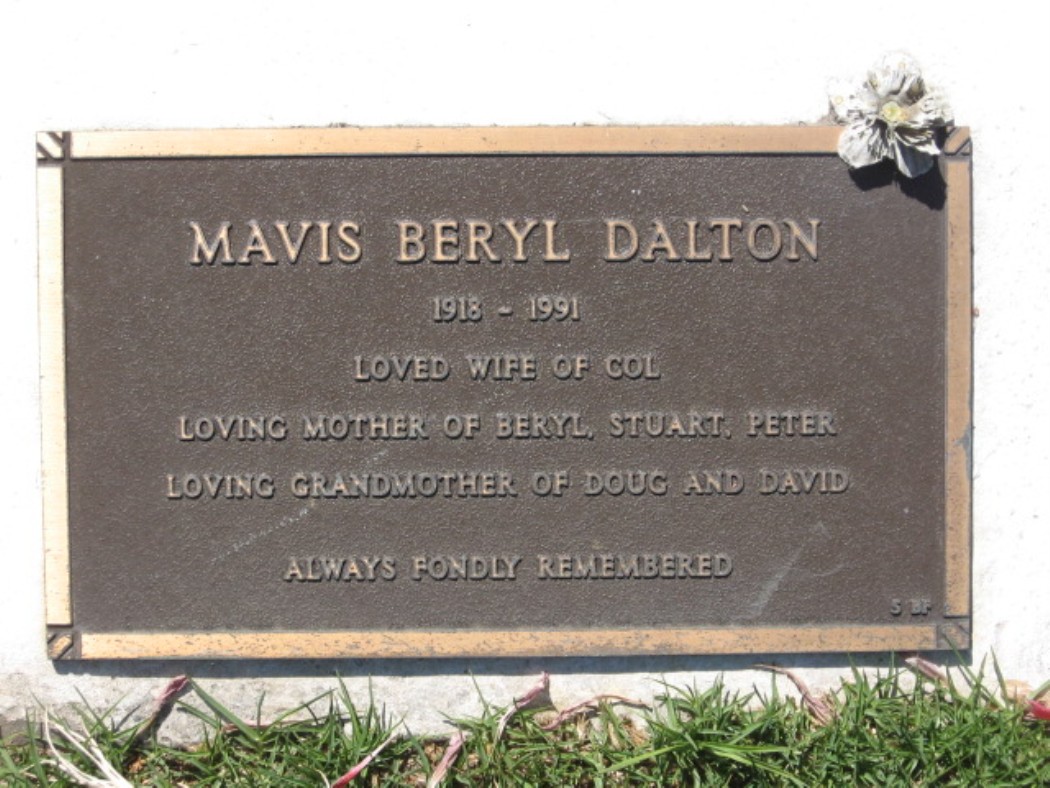 MAVIS BERYL DALTON
1918 - 1991
LOVED WIFE OF COL
LOVING MOTHER OF BERYL, STUART, PETER
LOVING GRANDMOTHER OF DOUG AND DAVID
ALWAYS FONDLY REMEMBERED